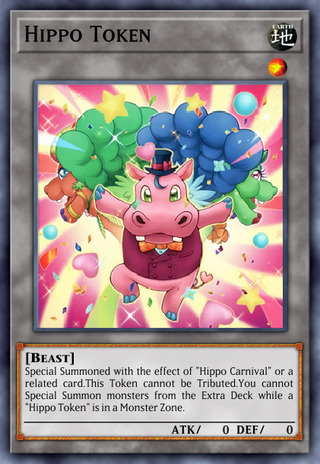 Hippo Token
EARTH
地
[Beast]
Special Summoned with the effect of "Hippo Carnival" or a
related card.This Token cannot be Tributed.You cannot
Special Summon monsters from the Extra Deck while a
"Hippo Token" is in a Monster Zone.
ATK/ 0 DEF/ 0